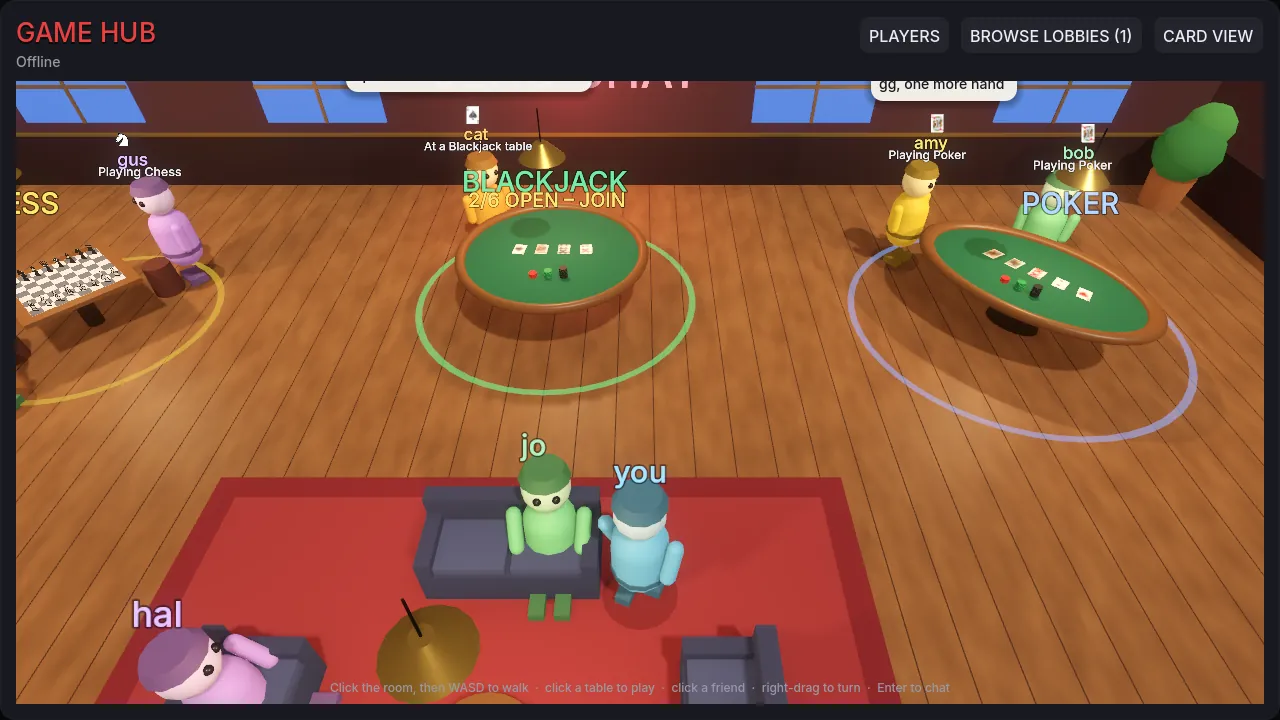 GAME HUB
Offline
PLAYERS
BROWSE LOBBIES (1)
CARD VIEW
gg, one more hand
cat
At a Blackjack table
amy
Playing Poker
bob
Playing Poker
gus
Playing Chess
BLACKJACK
2/6 OPEN – JOIN
ESS
POKER
jo
you
hal
Click the room, then WASD to walk · click a table to play · click a friend · right-drag to turn · Enter to chat